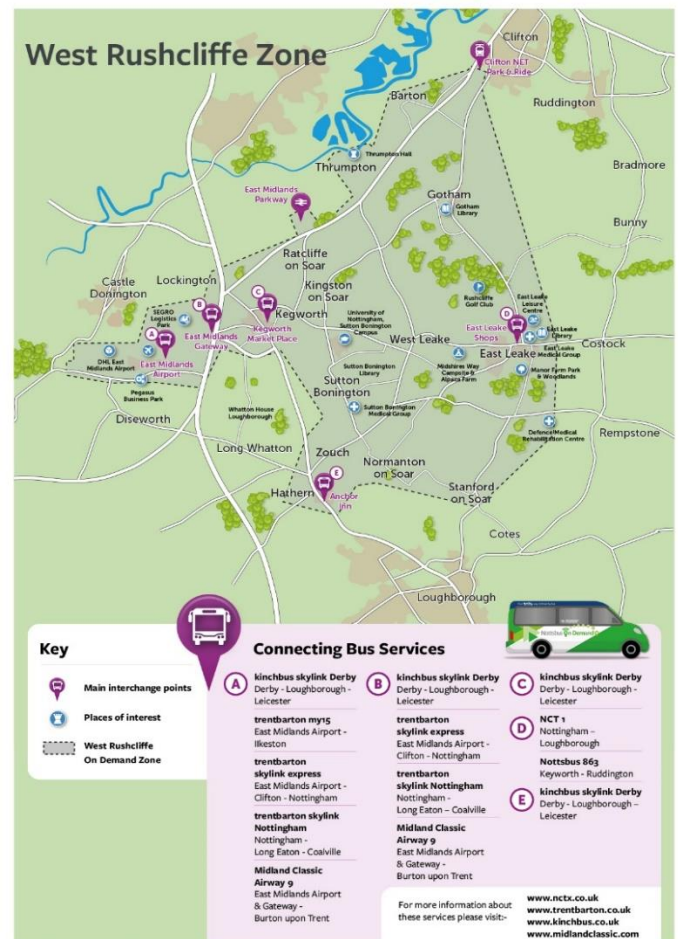 West Rushcliffe Zone
Clifton
Clifton NET
Park & Ride
Barton
Ruddington
Thrumpton Hall
Thrumpton
Bradmore
East Midlands
Parkway
Gotham
Gotham
Library
Bunny
Ratcliffe
on Soar
Castle
Donington
Lockington
Kingston
on Soar
Rushcliffe
Golf Club
East Leake
Leisure
Centre
SEGRO
Logistics
Park
B
C
Kegworth
University of
Nottingham,
Sutton Bonington
Campus
D
East Leake
Library
A
East Midlands
Gateway
Kegworth
Market Place
West Leake
East Leake
Shops
Costock
East Leake
East Leake
Medical Group
DHL East
Midlands Airport
East Midlands
Airport
Sutton Bonington
Library
Midshires Way
Campsite &
Alpaca Farm
Manor Farm Park
& Woodlands
Pegasus
Business Park
Sutton
Bonington
Whatton House
Loughborough
Sutton Bonington
Medical Group
Diseworth
Defence Medical
Rehabilitation Centre
Rempstone
Long Whatton
Zouch
Normanton
on Soar
E
Hathern
Anchor
Inn
Stanford
on Soar
Cotes
Loughborough
Key
Main interchange points
Places of interest
West Rushcliffe
On Demand Zone
Connecting Bus Services
Nottsbus On Demand
A
kinchbus skylink Derby
Derby - Loughborough -
Leicester
trentbarton my15
East Midlands Airport -
Ilkeston
trentbarton
skylink express
East Midlands Airport -
Clifton - Nottingham
trentbarton skylink
Nottingham
Nottingham -
Long Eaton - Coalville
Midland Classic
Airway 9
East Midlands Airport
& Gateway -
Burton upon Trent
B
kinchbus skylink Derby
Derby - Loughborough -
Leicester
trentbarton
skylink express
East Midlands Airport -
Clifton - Nottingham
trentbarton
skylink Nottingham
Nottingham -
Long Eaton – Coalville
Midland Classic
Airway 9
East Midlands Airport
& Gateway -
Burton upon Trent
C
kinchbus skylink Derby
Derby - Loughborough -
Leicester
D
NCT 1
Nottingham –
Loughborough
Nottsbus 863
Keyworth - Ruddington
E
kinchbus skylink Derby
Derby - Loughborough –
Leicester
For more information about
these services please visit:-
www.nctx.co.uk
www.trentbarton.co.uk
www.kinchbus.co.uk
www.midlandclassic.com